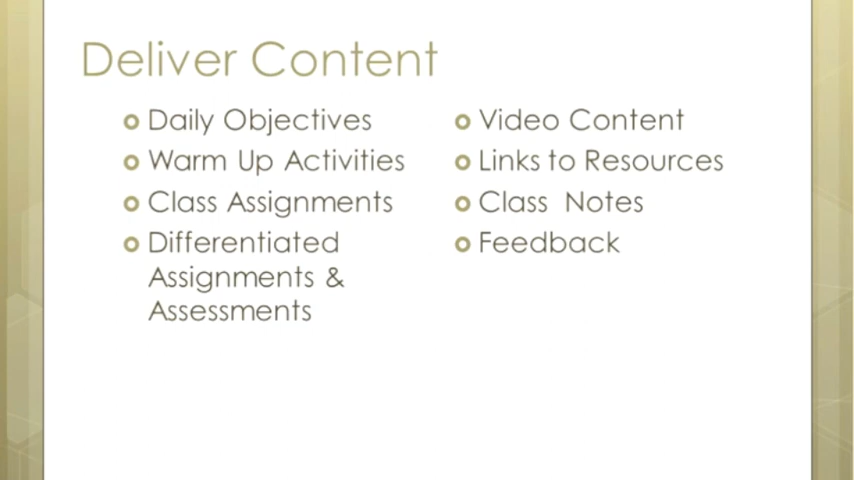 Deliver Content
Daily Objectives
Warm Up Activities
Class Assignments
Differentiated
Assignments &
Assessments
Video Content
Links to Resources
Class  Notes
Feedback